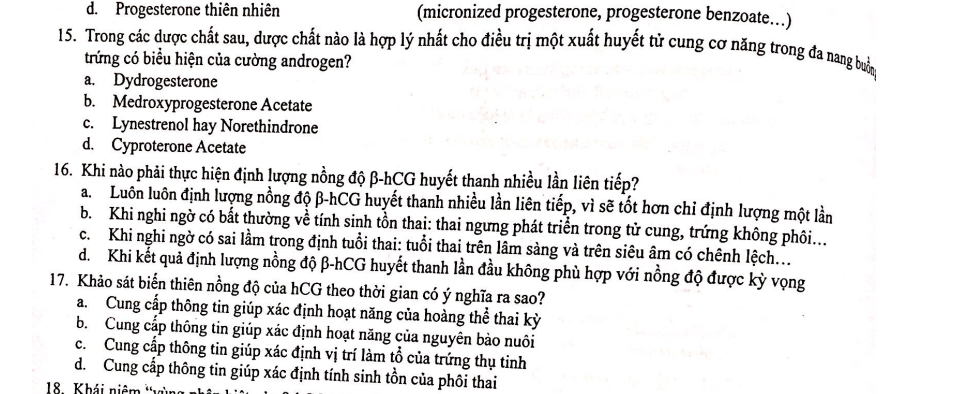 d. Progesterone thiên nhiên (micronized progesterone, progesterone benzoate…)
15. Trong các dược chất sau, dược chất nào là hợp lý nhất cho điều trị một xuất huyết tử cung cơ năng trong đa nang buồng
trứng có biểu hiện của cường androgen?
a. Dydrogesterone
b. Medroxyprogesterone Acetate
c. Lynestrenol hay Norethindrone
d. Cyproterone Acetate
16. Khi nào phải thực hiện định lượng nồng độ β-hCG huyết thanh nhiều lần liên tiếp?
a. Luôn luôn định lượng nồng độ β-hCG huyết thanh nhiều lần liên tiếp, vì sẽ tốt hơn chỉ định lượng một lần
b. Khi nghi ngờ có bất thường về tính sinh tồn thai: thai ngưng phát triển trong tử cung, trứng không phôi…
c. Khi nghi ngờ có sai lầm trong định tuổi thai: tuổi thai trên lâm sàng và trên siêu âm có chênh lệch…
d. Khi kết quả định lượng nồng độ β-hCG huyết thanh lần đầu không phù hợp với nồng độ được kỳ vọng
17. Khảo sát biến thiên nồng độ của hCG theo thời gian có ý nghĩa ra sao?
a. Cung cấp thông tin giúp xác định hoạt năng của hoàng thể thai kỳ
b. Cung cấp thông tin giúp xác định hoạt năng của nguyên bào nuôi
c. Cung cấp thông tin giúp xác định vị trí làm tổ của trứng thụ tinh
d. Cung cấp thông tin giúp xác định tính sinh tồn của phôi thai
18. Khái niệm "vùng